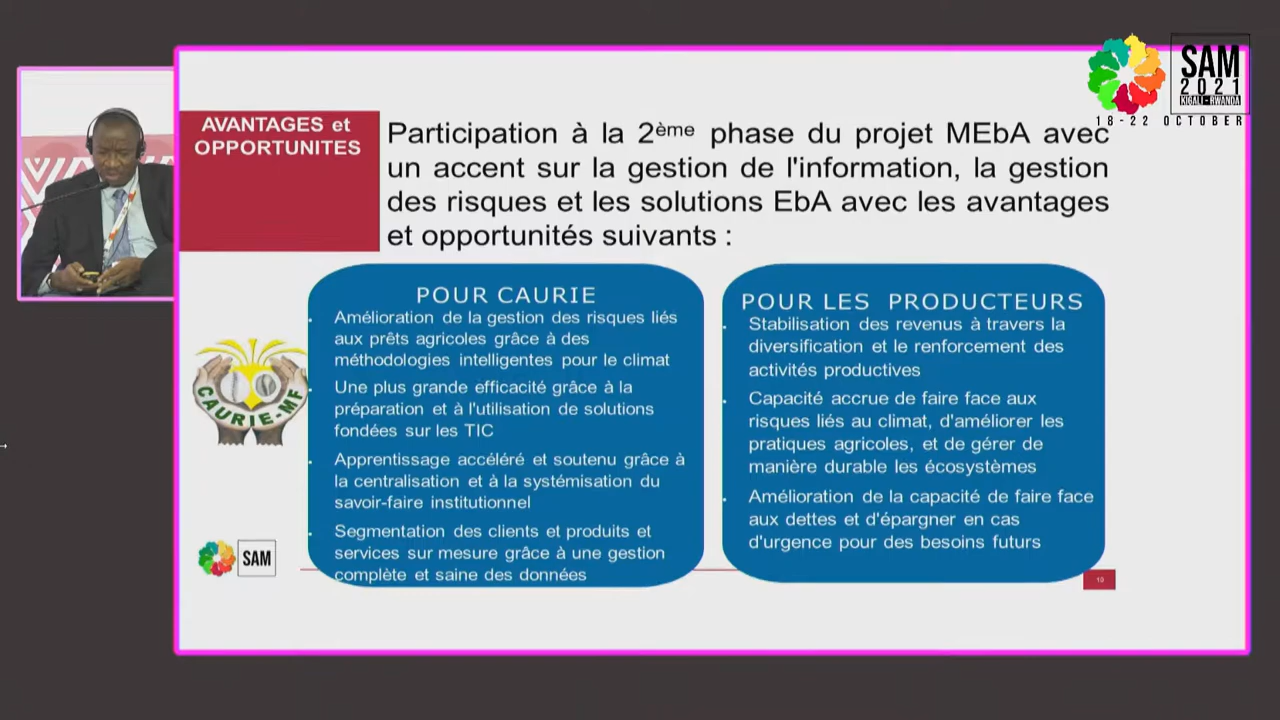 SAM
2021
KIGALI-RWANDA
18-22 OCTOBER
AVANTAGES et
OPPORTUNITES
Participation à la 2ème phase du projet MEbA avec
un accent sur la gestion de l'information, la gestion
des risques et les solutions EbA avec les avantages
et opportunités suivants :
POUR CAURIE
Amélioration de la gestion des risques liés
aux prêts agricoles grâce à des
méthodologies intelligentes pour le climat
Une plus grande efficacité grâce à la
préparation et à l'utilisation de solutions
fondées sur les TIC
Apprentissage accéléré et soutenu grâce à
la centralisation et à la systémisation du
savoir-faire institutionnel
Segmentation des clients et produits et
services sur mesure grâce à une gestion
complète et saine des données
POUR LES PRODUCTEURS
Stabilisation des revenus à travers la
diversification et le renforcement des
activités productives
Capacité accrue de faire face aux
risques liés au climat, d'améliorer les
pratiques agricoles, et de gérer de
manière durable les écosystèmes
Amélioration de la capacité de faire face
aux dettes et d'épargner en cas
d'urgence pour des besoins futurs
CAURIE-MF
SAM
10